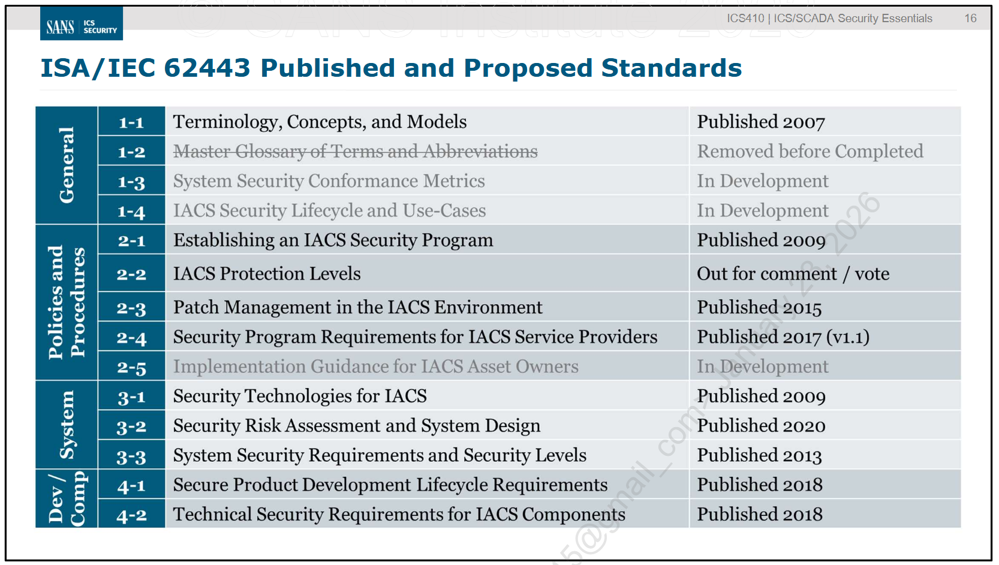 © SANS Institute 2026
SANS ICS SECURITY
ICS410 | ICS/SCADA Security Essentials 16
ISA/IEC 62443 Published and Proposed Standards
General
1-1 Terminology, Concepts, and Models Published 2007
1-2 Master Glossary of Terms and Abbreviations Removed before Completed
1-3 System Security Conformance Metrics In Development
1-4 IACS Security Lifecycle and Use-Cases In Development
Policies and Procedures
2-1 Establishing an IACS Security Program Published 2009
2-2 IACS Protection Levels Out for comment / vote
2-3 Patch Management in the IACS Environment Published 2015
2-4 Security Program Requirements for IACS Service Providers Published 2017 (v1.1)
2-5 Implementation Guidance for IACS Asset Owners In Development
System
3-1 Security Technologies for IACS Published 2009
3-2 Security Risk Assessment and System Design Published 2020
3-3 System Security Requirements and Security Levels Published 2013
Dev / Comp
4-1 Secure Product Development Lifecycle Requirements Published 2018
4-2 Technical Security Requirements for IACS Components Published 2018
5@gmail_com> January 28, 2026